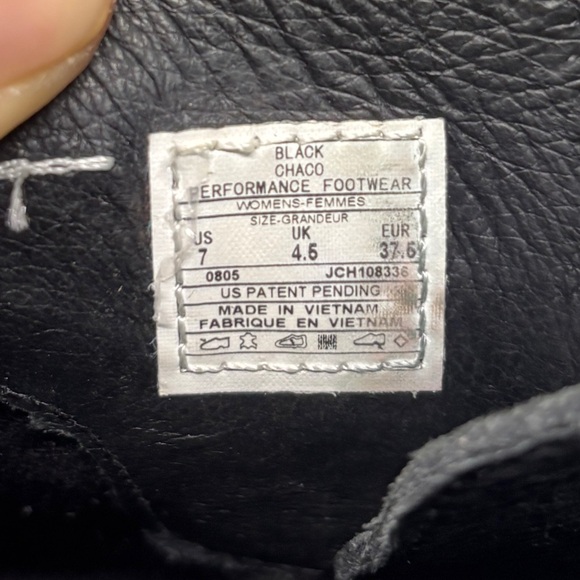 BLACK
CHACO
PERFORMANCE FOOTWEAR
WOMENS-FEMMES
SIZE-GRANDEUR
US UK EUR
7 4.5 37.5
0805 JCH108336
US PATENT PENDING
MADE IN VIETNAM
FABRIQUE EN VIETNAM